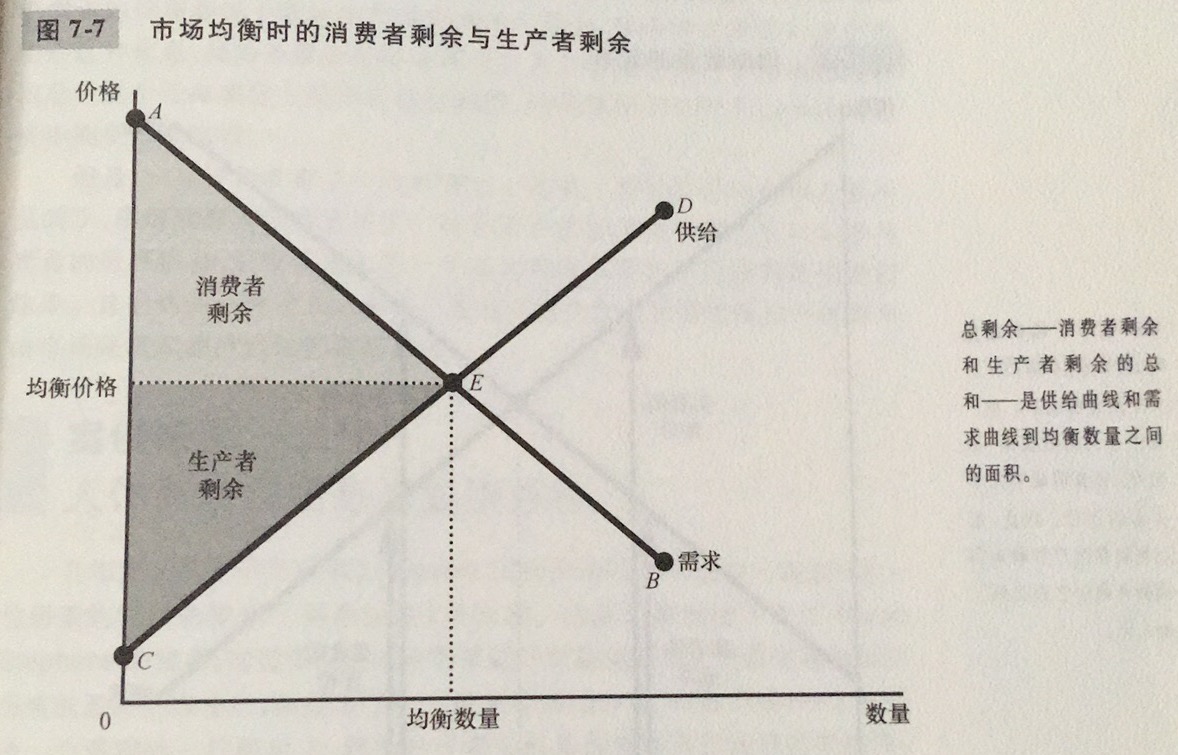 图 7-7 市场均衡时的消费者剩余与生产者剩余
价格
A
D
供给
消费者
剩余
均衡价格
E
生产者
剩余
需求
B
C
0
均衡数量
数量
总剩余——消费者剩余
和生产者剩余的总
和——是供给曲线和需
求曲线到均衡数量之间
的面积。